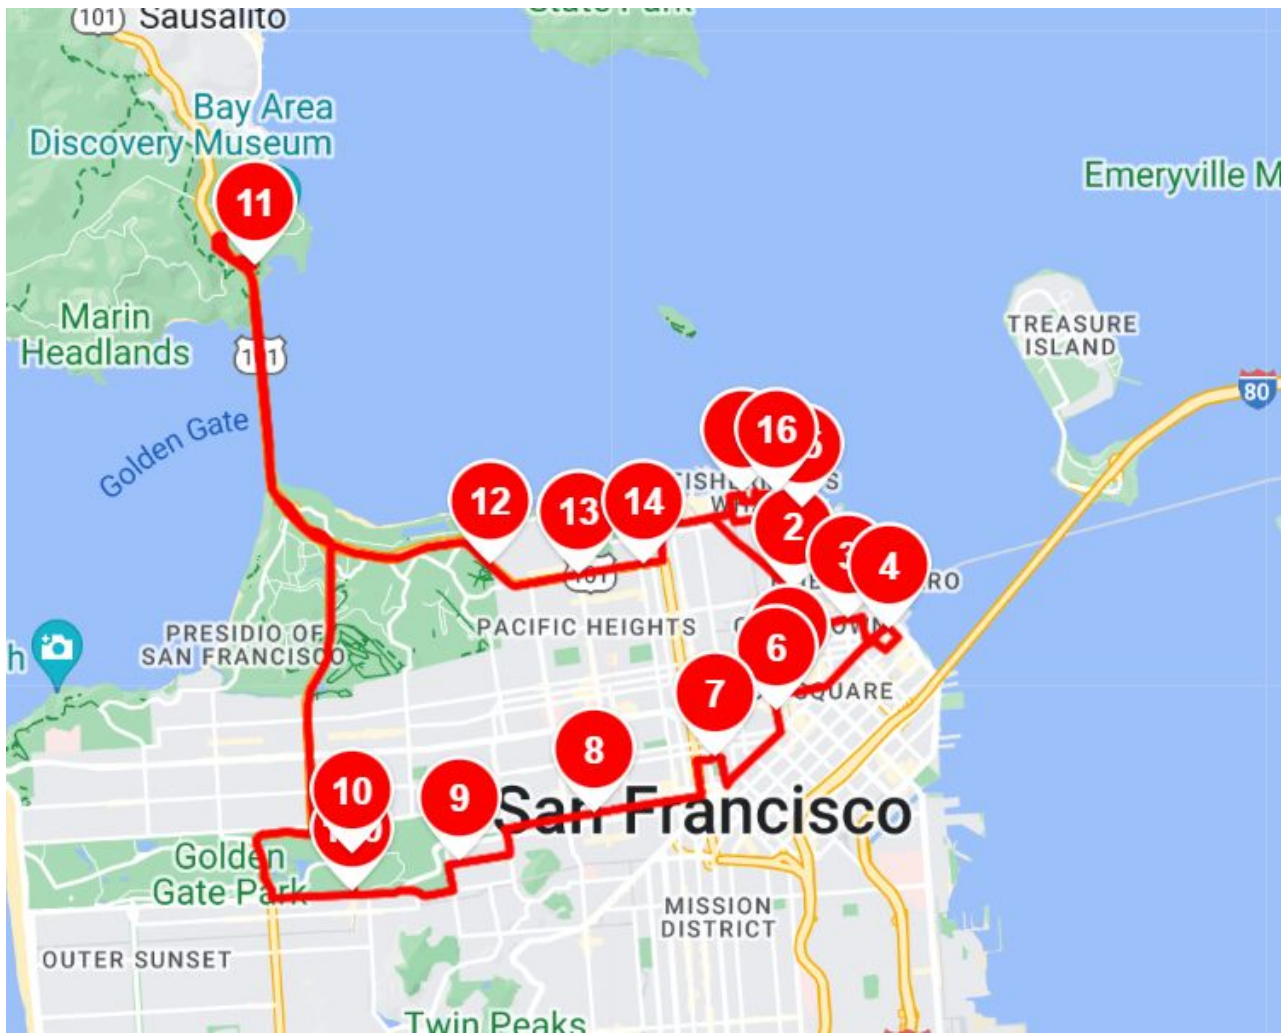 101
Sausalito
Bay Area
Discovery Museum
Emeryville M
11
Marin
Headlands
TREASURE
ISLAND
80
Golden Gate
16
12
13
14
2
3
4
101
PRESIDIO OF
SAN FRANCISCO
PACIFIC HEIGHTS
h
6
7
SQUARE
8
10
9
San Francisco
Golden
Gate Park
MISSION
DISTRICT
OUTER SUNSET
Twin Peaks